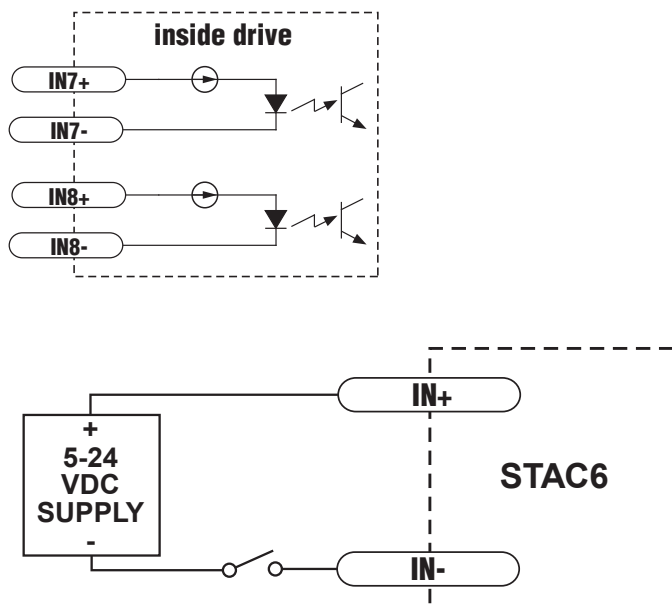 inside drive
IN7+
IN7-
IN8+
IN8-
IN+
+
5-24
VDC
SUPPLY
-
STAC6
IN-